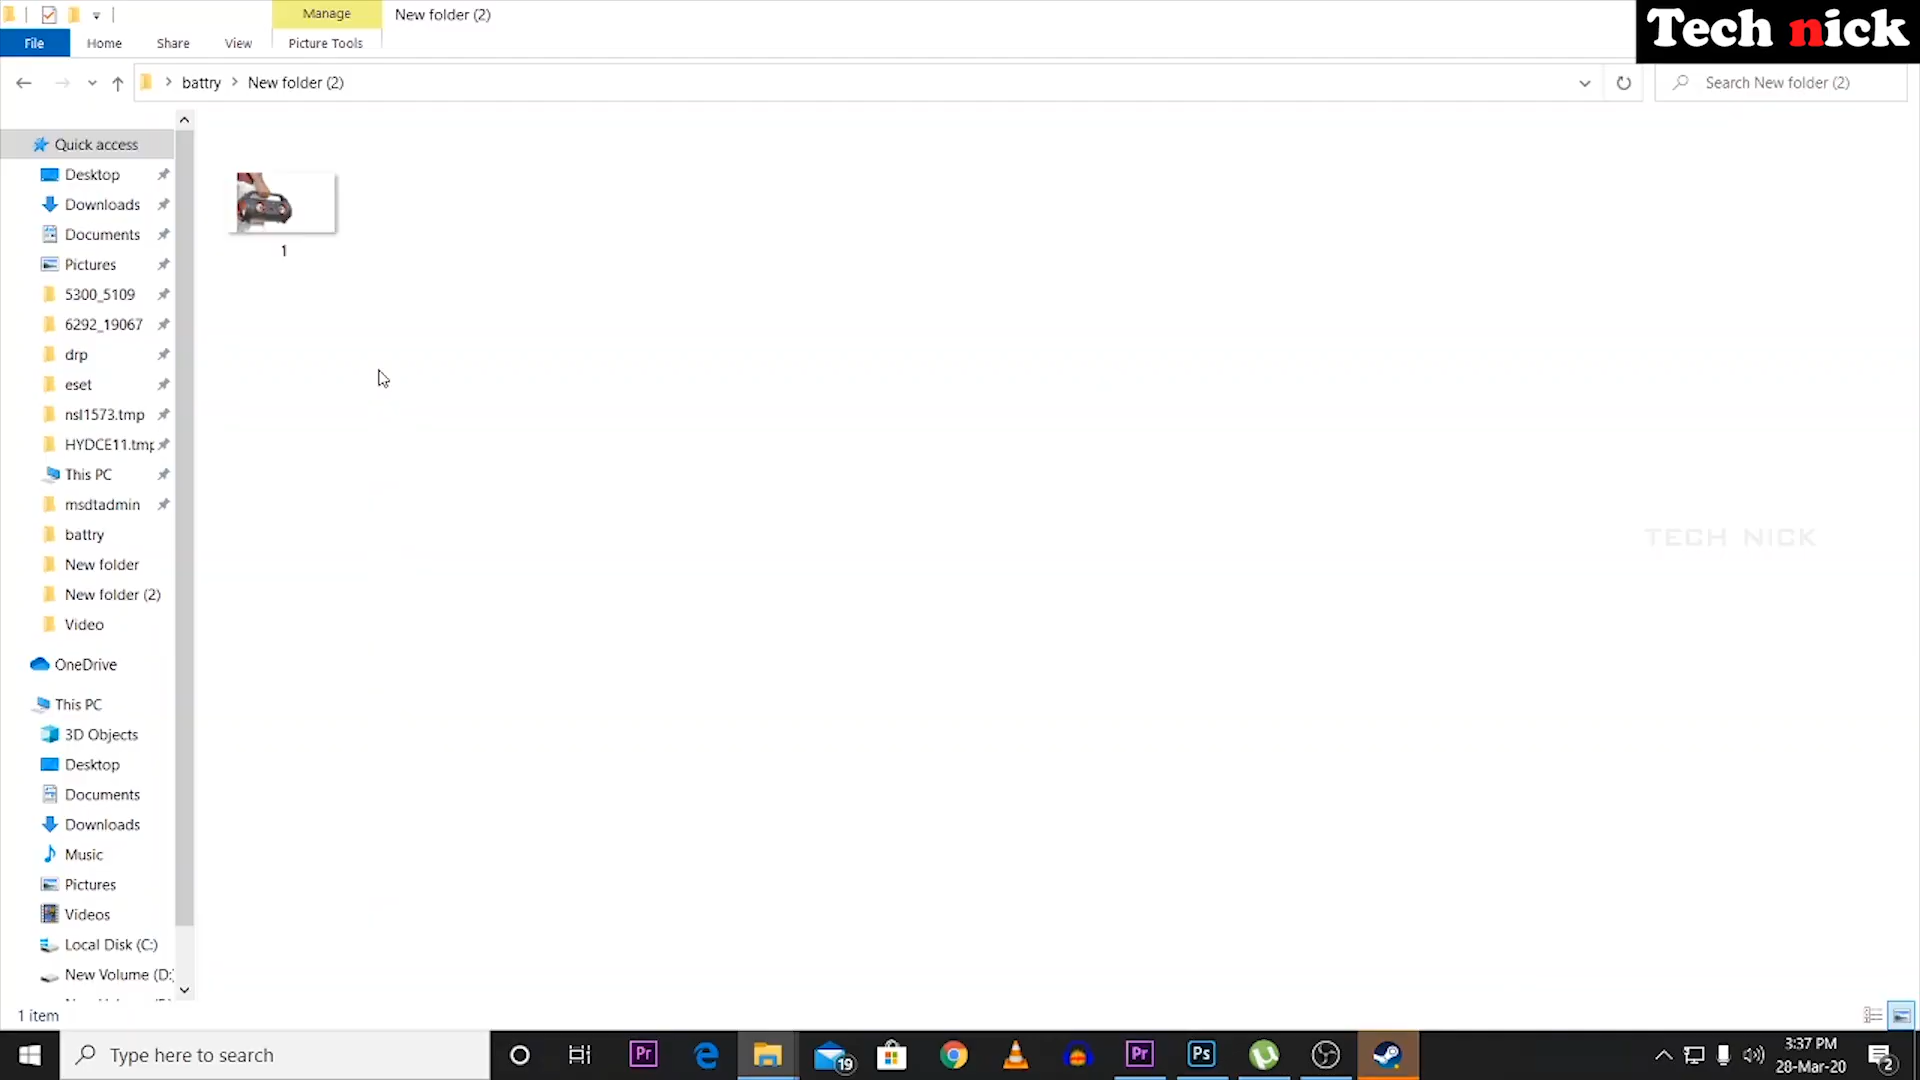 Manage
New folder (2)
Tech nick
File
Home
Share
View
Picture Tools
battry
New folder (2)
Search New folder (2)
Quick access
Desktop
Downloads
Documents
Pictures
5300_5109
6292_19067
drp
eset
nsl1573.tmp
HYDCE11.tmp
This PC
msdtadmin
battry
New folder
New folder (2)
Video
OneDrive
This PC
3D Objects
Desktop
Documents
Downloads
Music
Pictures
Videos
Local Disk (C:)
New Volume (D:)
1
TECH NICK
1 item
Type here to search
Pr
19
Pr
Ps
3:37 PM
28-Mar-20
2